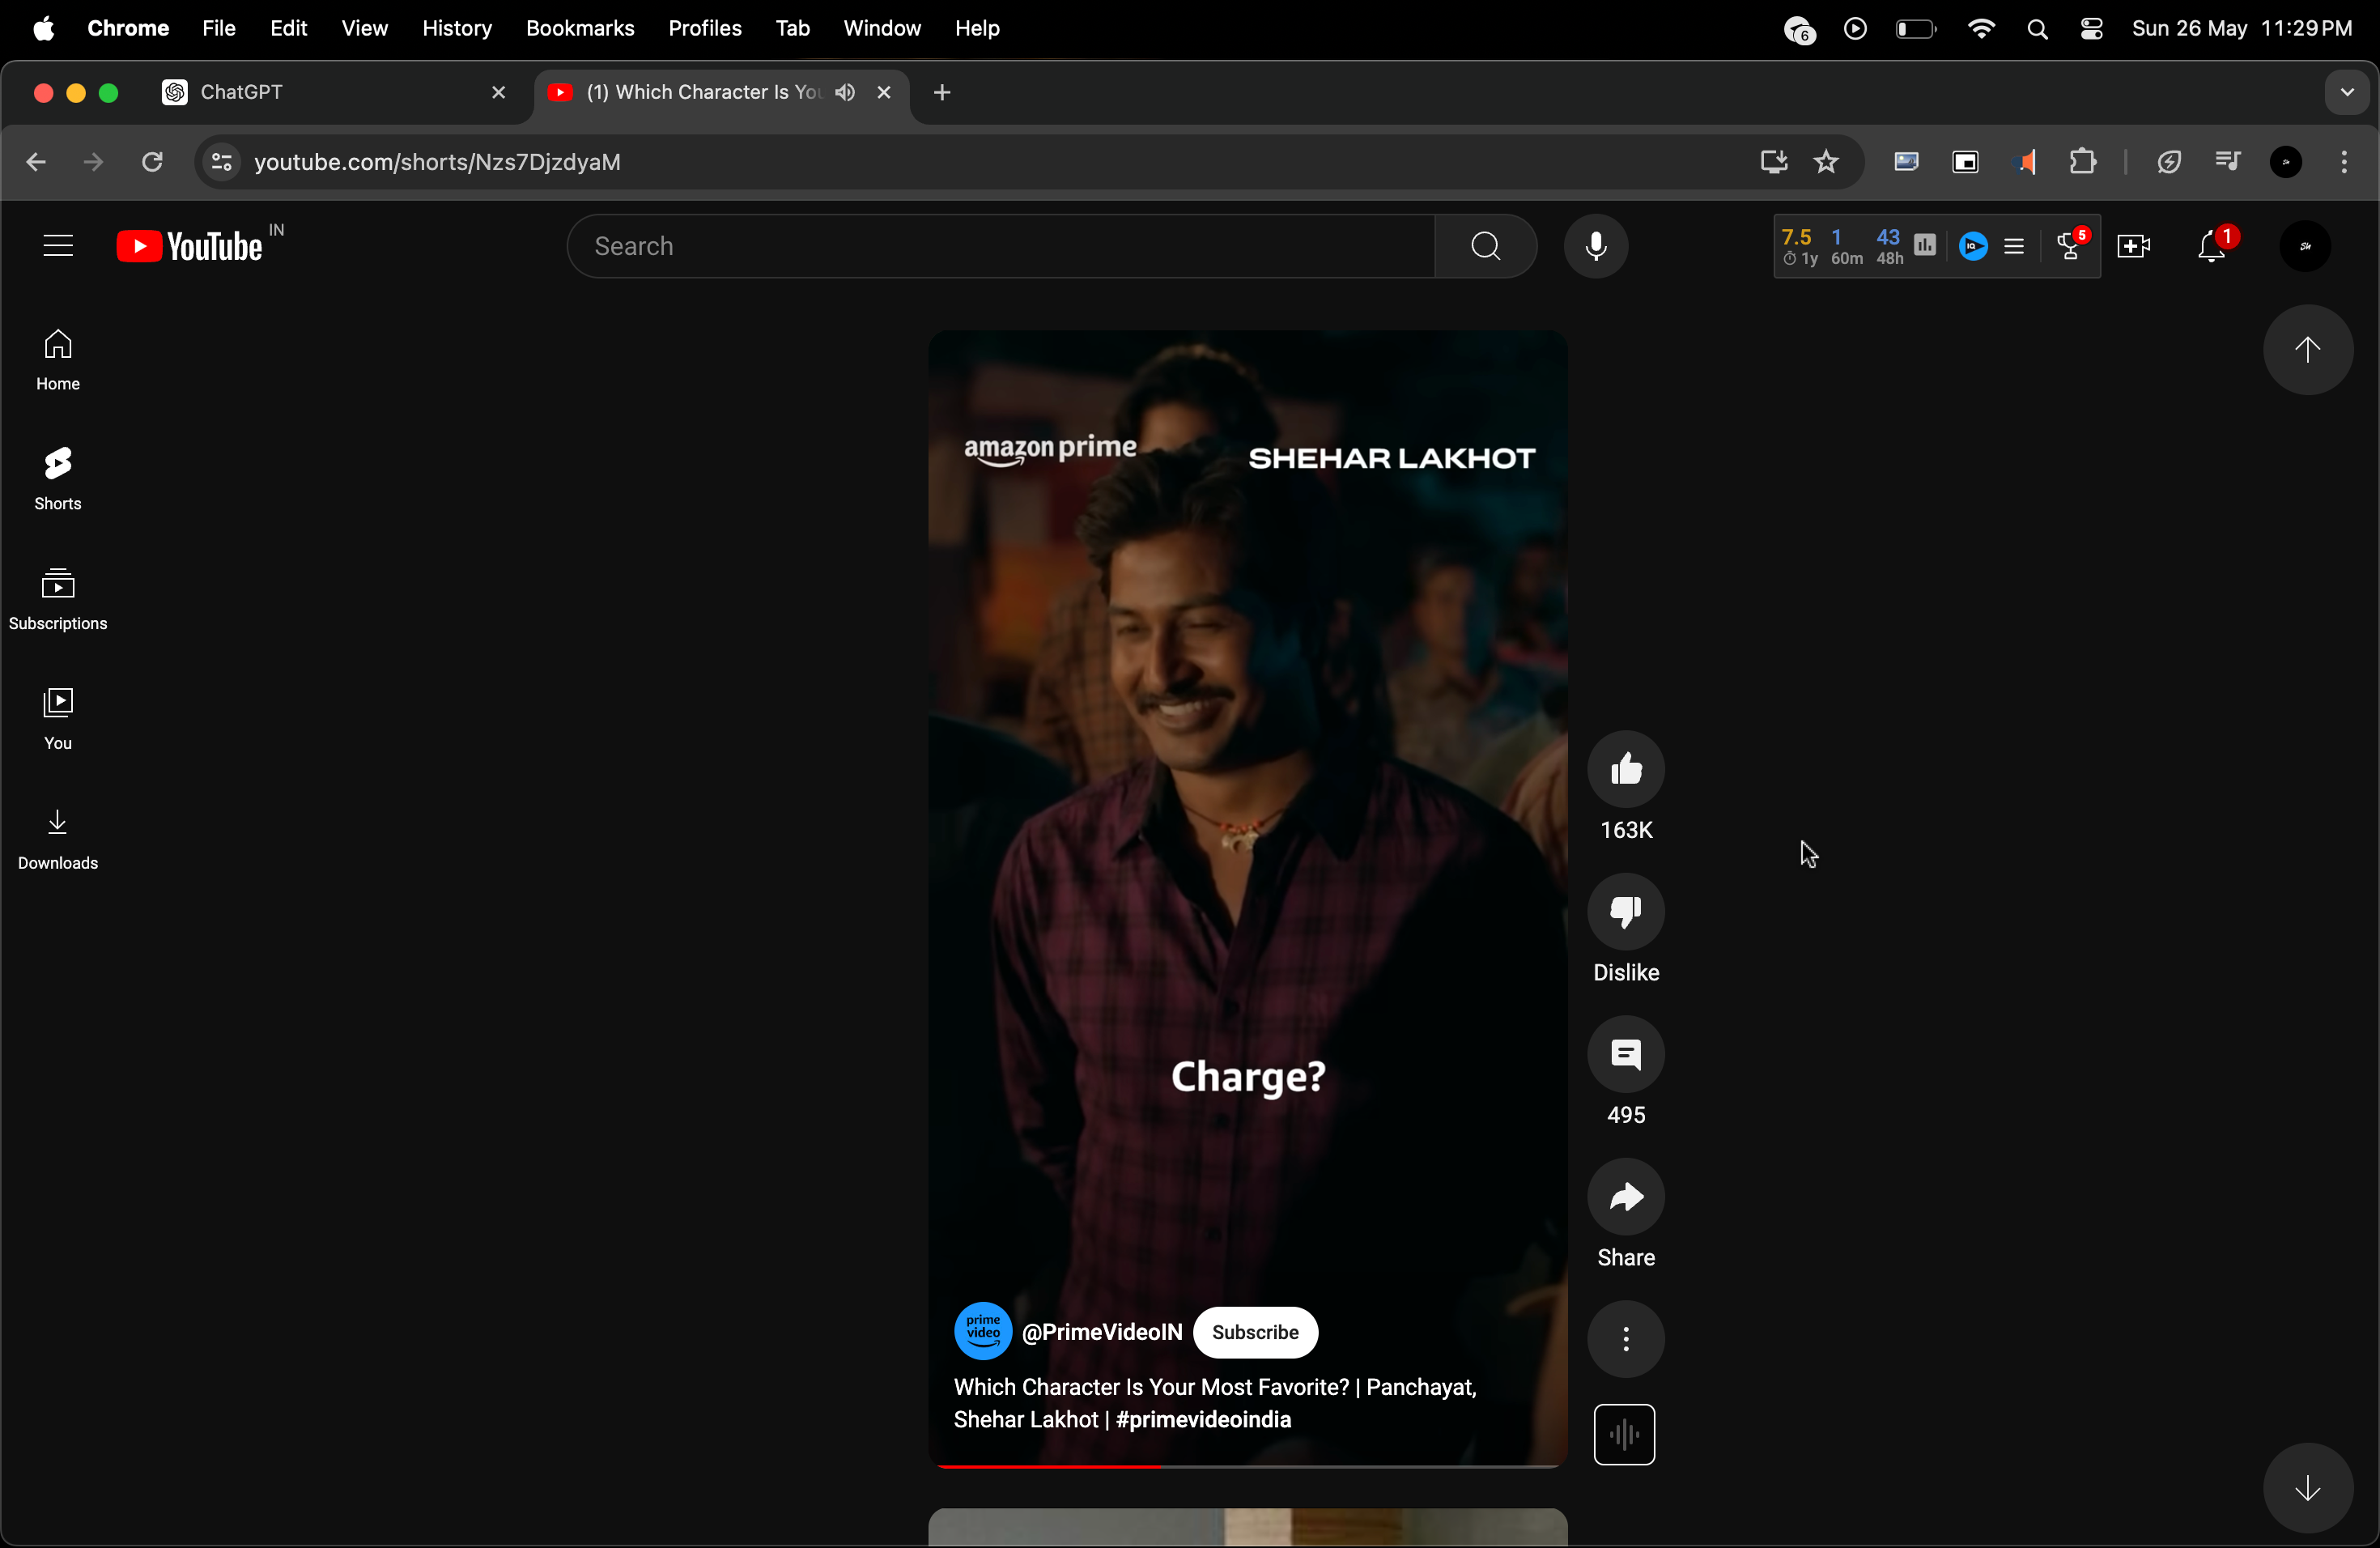 Chrome File Edit View History Bookmarks Profiles Tab Window Help 6 Sun 26 May 11:29 PM
ChatGPT (1) Which Character Is You
youtube.com/shorts/Nzs7DjzdyaM
YouTube IN Search 7.5 1 43 5 1
1y 60m 48h IQ
Home
Shorts
Subscriptions
You
Downloads
amazon prime SHEHAR LAKHOT
163K
Dislike
Charge?
495
Share
prime video @PrimeVideoIN Subscribe
Which Character Is Your Most Favorite? | Panchayat,
Shehar Lakhot | #primevideoindia